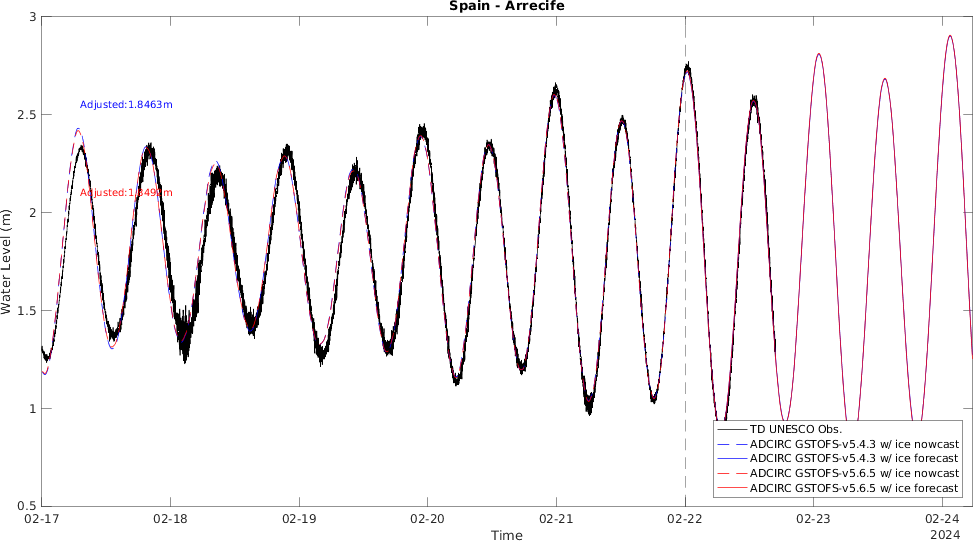 Spain - Arrecife
3
2.5
2
1.5
1
0.5
Water Level (m)
Adjusted:1.8463m
02-17
02-18
02-19
02-20
02-21
02-22
02-23
02-24
2024
Time
TD UNESCO Obs.
ADCIRC GSTOFS-v5.4.3 w/ ice nowcast
ADCIRC GSTOFS-v5.4.3 w/ ice forecast
ADCIRC GSTOFS-v5.6.5 w/ ice nowcast
ADCIRC GSTOFS-v5.6.5 w/ ice forecast